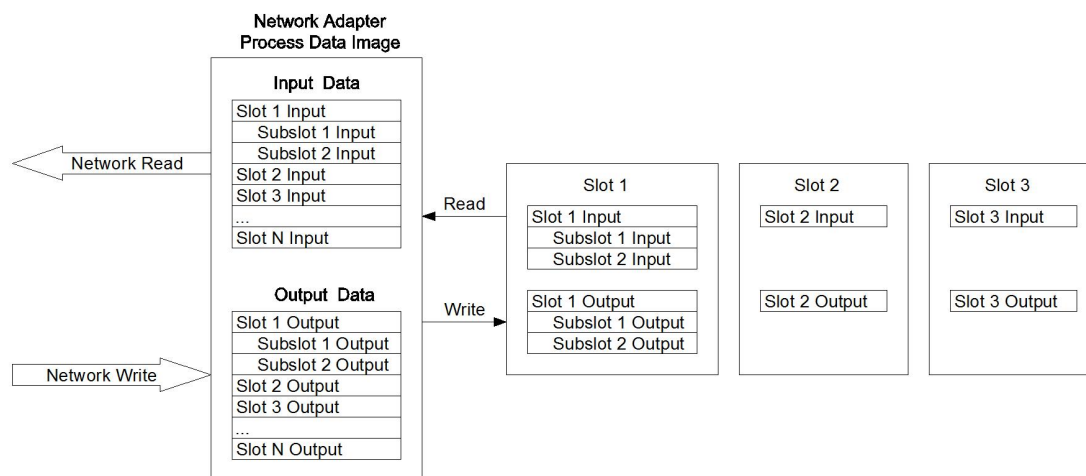 Network Adapter
Process Data Image
Input Data
Slot 1 Input
Subslot 1 Input
Subslot 2 Input
Slot 2 Input
Slot 3 Input
...
Slot N Input
Output Data
Slot 1 Output
Subslot 1 Output
Subslot 2 Output
Slot 2 Output
Slot 3 Output
...
Slot N Output
Network Read
Network Write
Read
Write
Slot 1
Slot 1 Input
Subslot 1 Input
Subslot 2 Input
Slot 1 Output
Subslot 1 Output
Subslot 2 Output
Slot 2
Slot 2 Input
Slot 2 Output
Slot 3
Slot 3 Input
Slot 3 Output